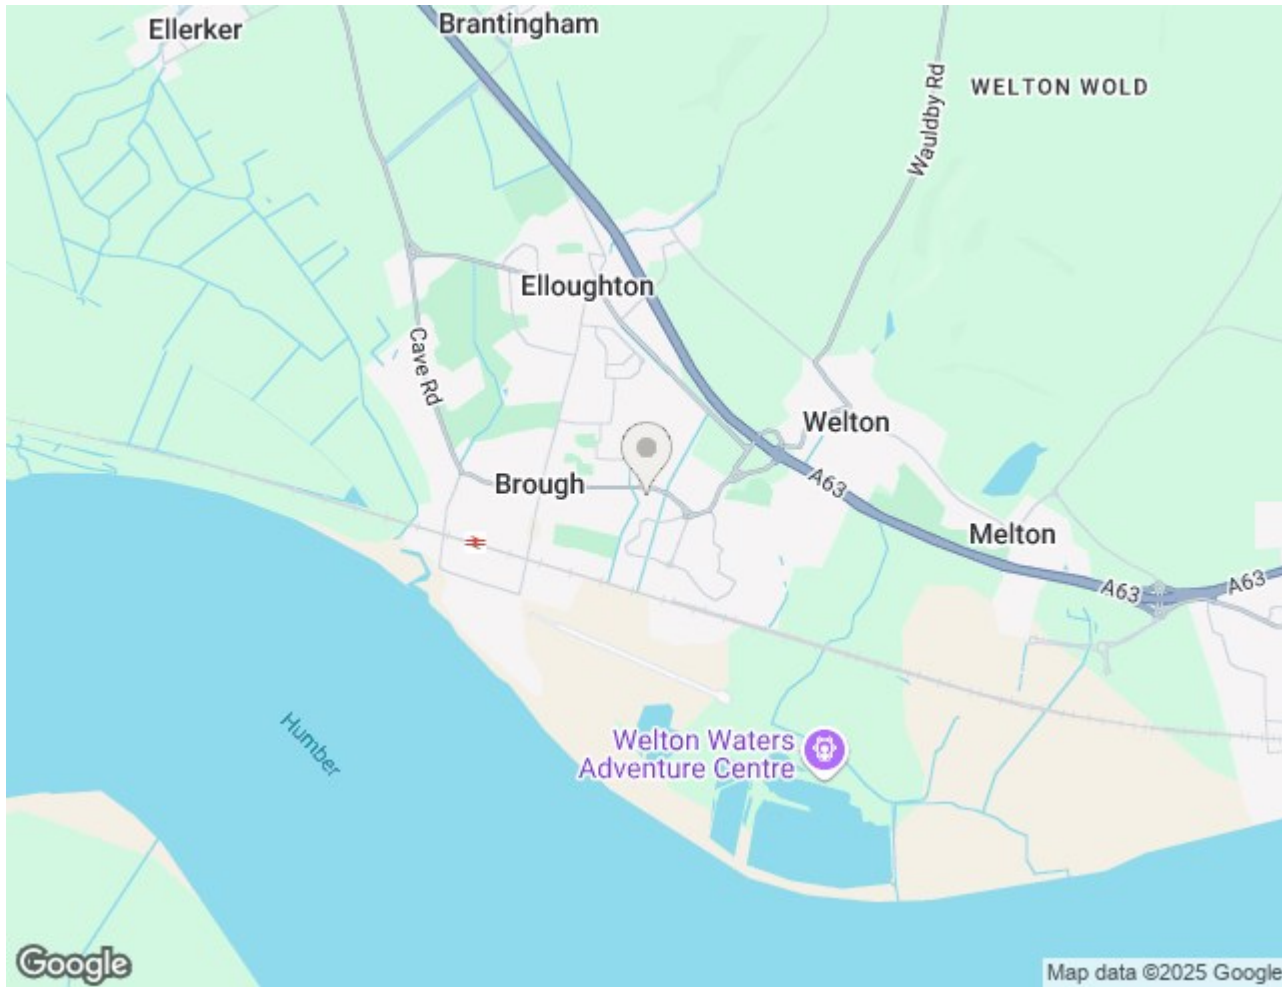 Ellerker
Brantingham
WELTON WOLD
Wauldby Rd
Elloughton
Cave Rd
Welton
Brough
A63
Melton
A63
A63
Humber
Welton Waters
Adventure Centre
Google
Map data ©2025 Google